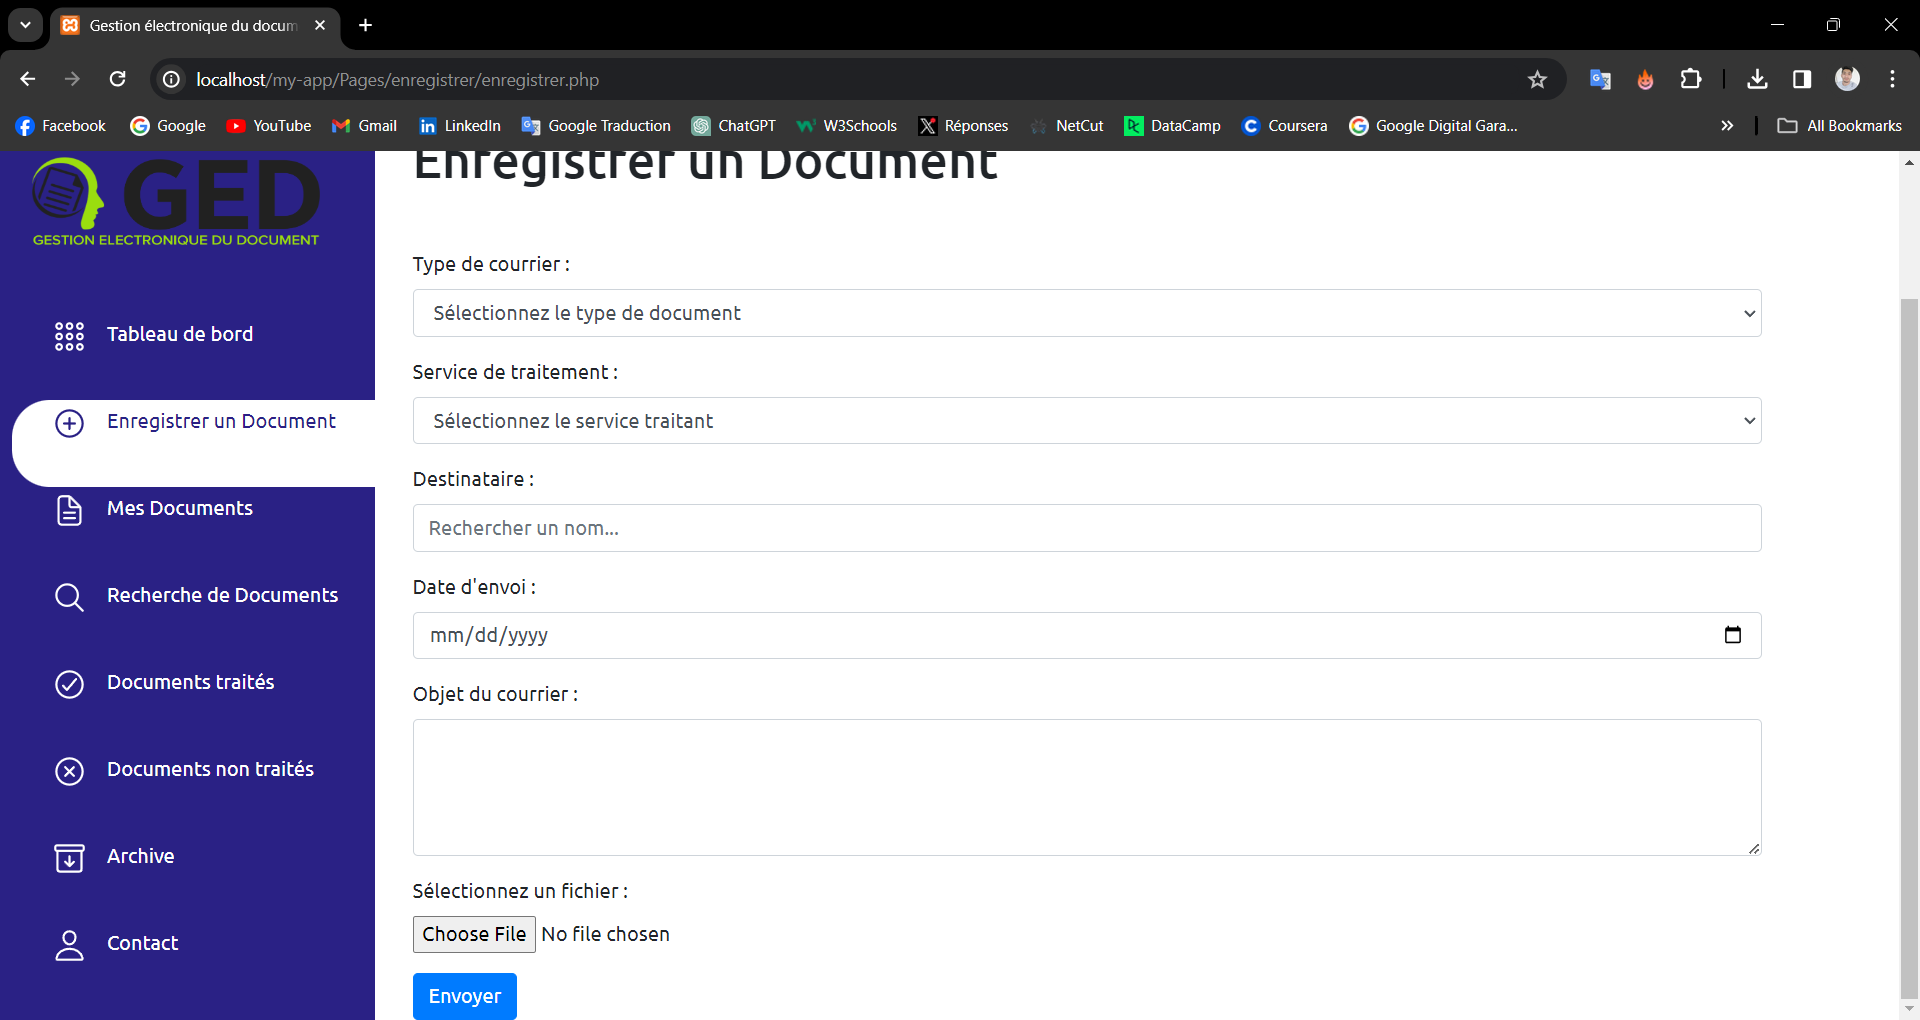 Gestion électronique du docum
localhost/my-app/Pages/enregistrer/enregistrer.php
Facebook
Google
YouTube
Gmail
LinkedIn
Google Traduction
ChatGPT
W3Schools
Réponses
NetCut
DataCamp
Coursera
Google Digital Gara...
All Bookmarks
GED
GESTION ELECTRONIQUE DU DOCUMENT
Tableau de bord
Enregistrer un Document
Mes Documents
Recherche de Documents
Documents traités
Documents non traités
Archive
Contact
Enregistrer un Document
Type de courrier :
Sélectionnez le type de document
Service de traitement :
Sélectionnez le service traitant
Destinataire :
Rechercher un nom...
Date d'envoi :
mm/dd/yyyy
Objet du courrier :
Sélectionnez un fichier :
Choose File No file chosen
Envoyer